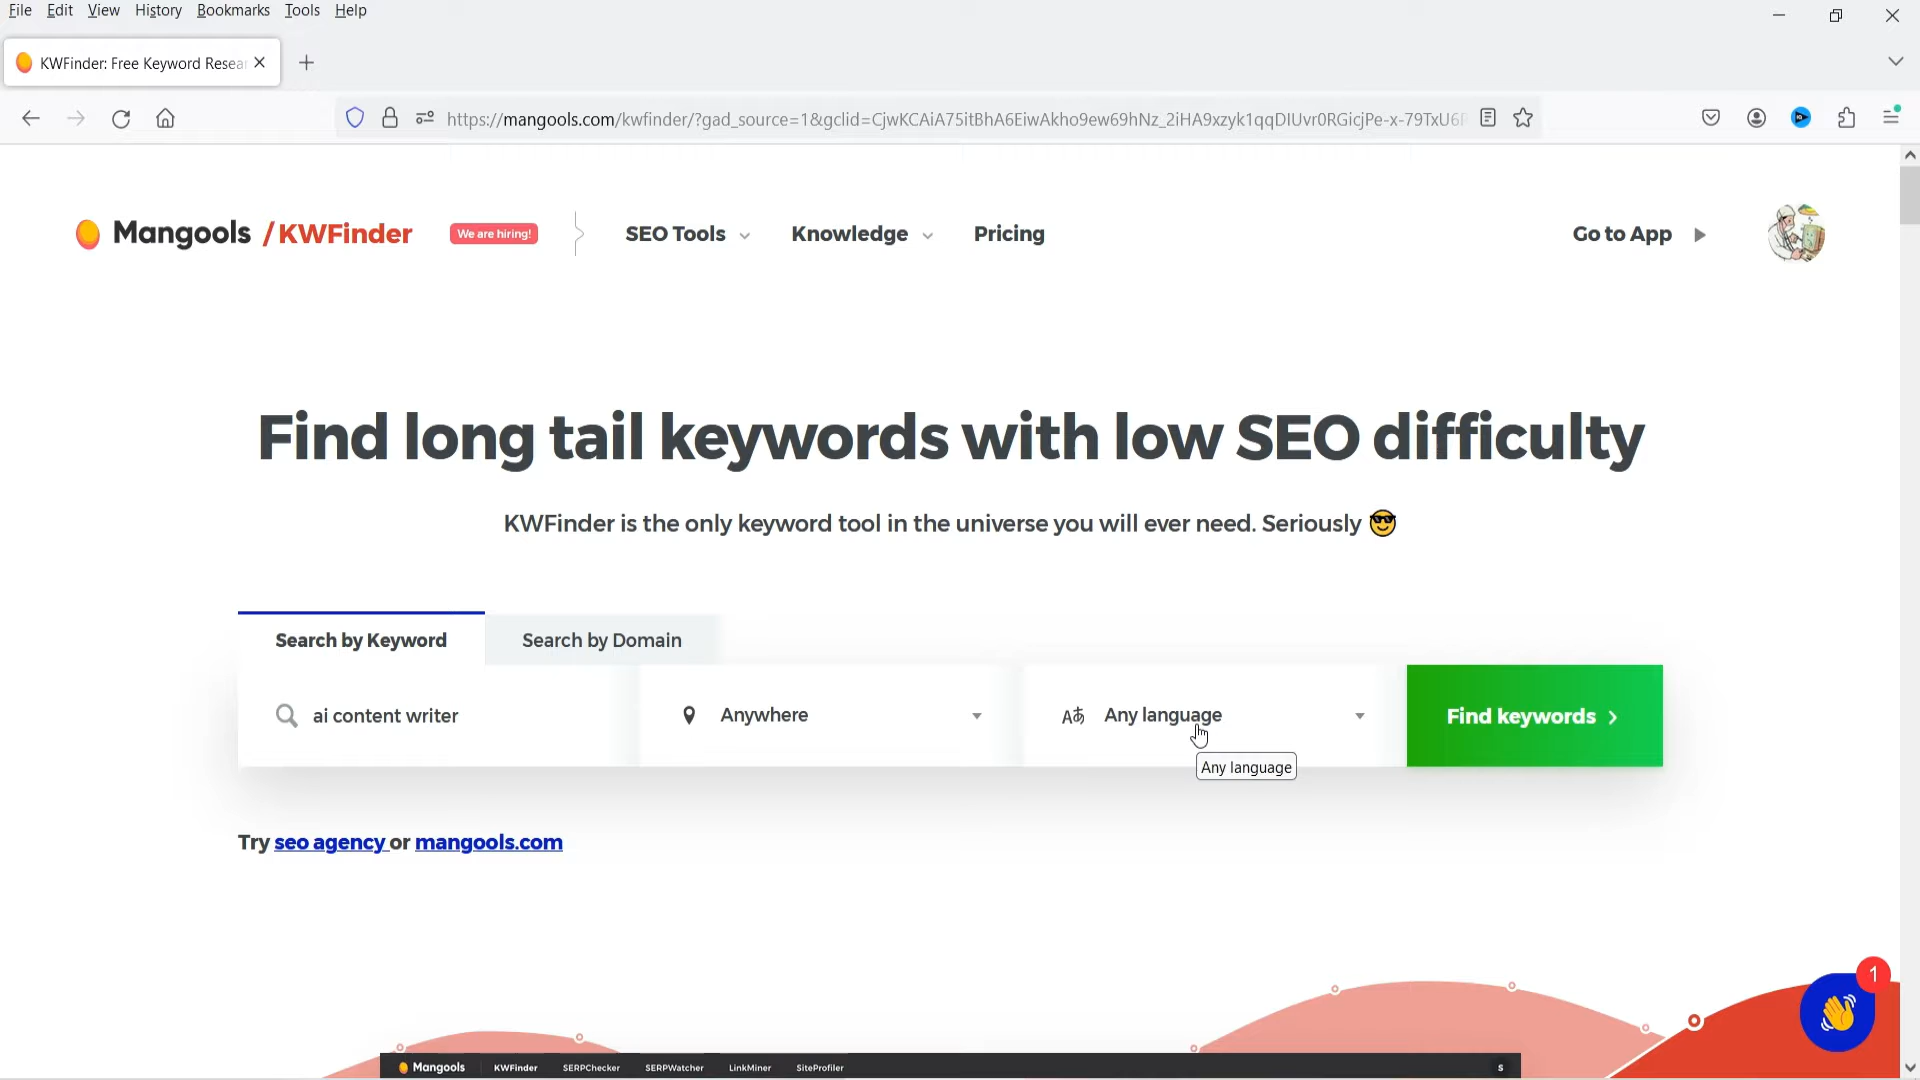 File Edit View History Bookmarks Tools Help
KWFinder: Free Keyword Resear
https://mangools.com/kwfinder/?gad_source=1&gclid=CjwKCAiA75itBhA6EiwAkho9ew69hNz_2iHA9xzyk1qqDIUvr0RGicjPe-x-79TxU6R
Mangools / KWFinder We are hiring! SEO Tools Knowledge Pricing Go to App
Find long tail keywords with low SEO difficulty
KWFinder is the only keyword tool in the universe you will ever need. Seriously 😎
Search by Keyword Search by Domain
ai content writer Anywhere Aあ Any language Find keywords
Any language
Try seo agency or mangools.com
1
Mangools KWFinder SERPChecker SERPWatcher LinkMiner SiteProfiler S